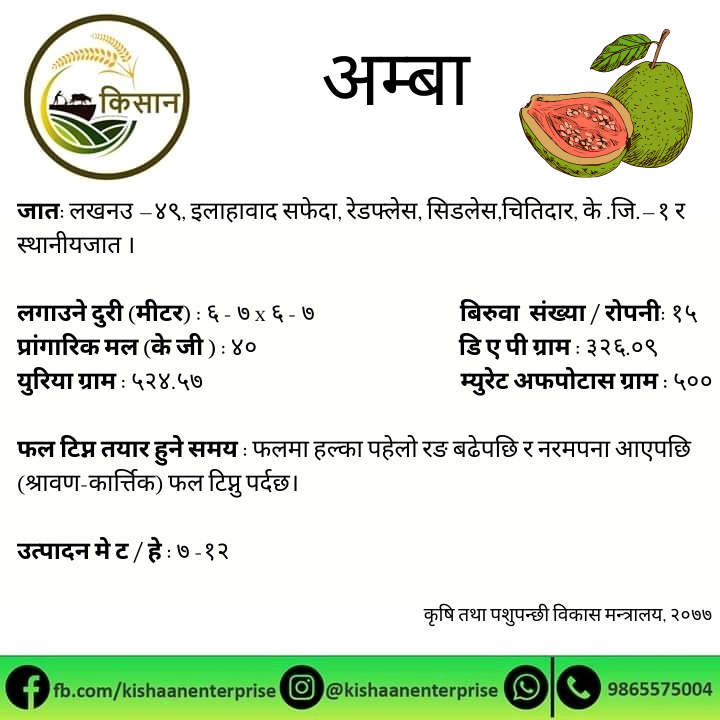 किसान
अम्बा
जातः लखनउ –४९, इलाहावाद सफेदा, रेडफ्लेस, सिडलेस,चितिदार, के .जि.–१ र
स्थानीयजात ।
लगाउने दुरी (मीटर) : ६ - ७ x ६ - ७
बिरुवा संख्या / रोपनीः १५
प्रांगारिक मल (के जी ) : ४०
डि ए पी ग्राम : ३२६.०९
युरिया ग्राम : ५२४.५७
म्युरेट अफपोटास ग्राम : ५००
फल टिप्न तयार हुने समय : फलमा हल्का पहेलो रङ बढेपछि र नरमपना आएपछि
(श्रावण-कार्त्तिक) फल टिप्नु पर्दछ।
उत्पादन मे ट / हे : ७ -१२
कृषि तथा पशुपन्छी विकास मन्त्रालय, २०७७
fb.com/kishaanenterprise
@kishaanenterprise
9865575004